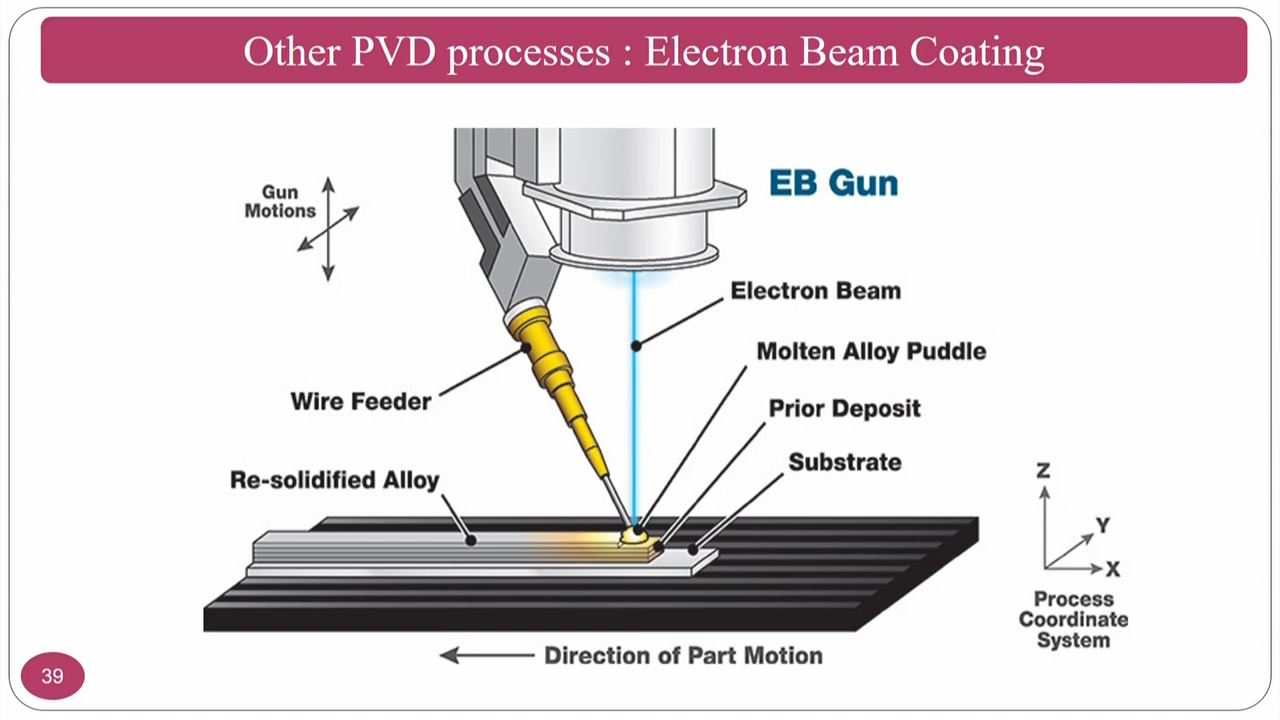 Other PVD processes : Electron Beam Coating
EB Gun
Gun
Motions
Electron Beam
Molten Alloy Puddle
Wire Feeder
Prior Deposit
Substrate
Re-solidified Alloy
Z
Y
X
Process
Coordinate
System
Direction of Part Motion
39